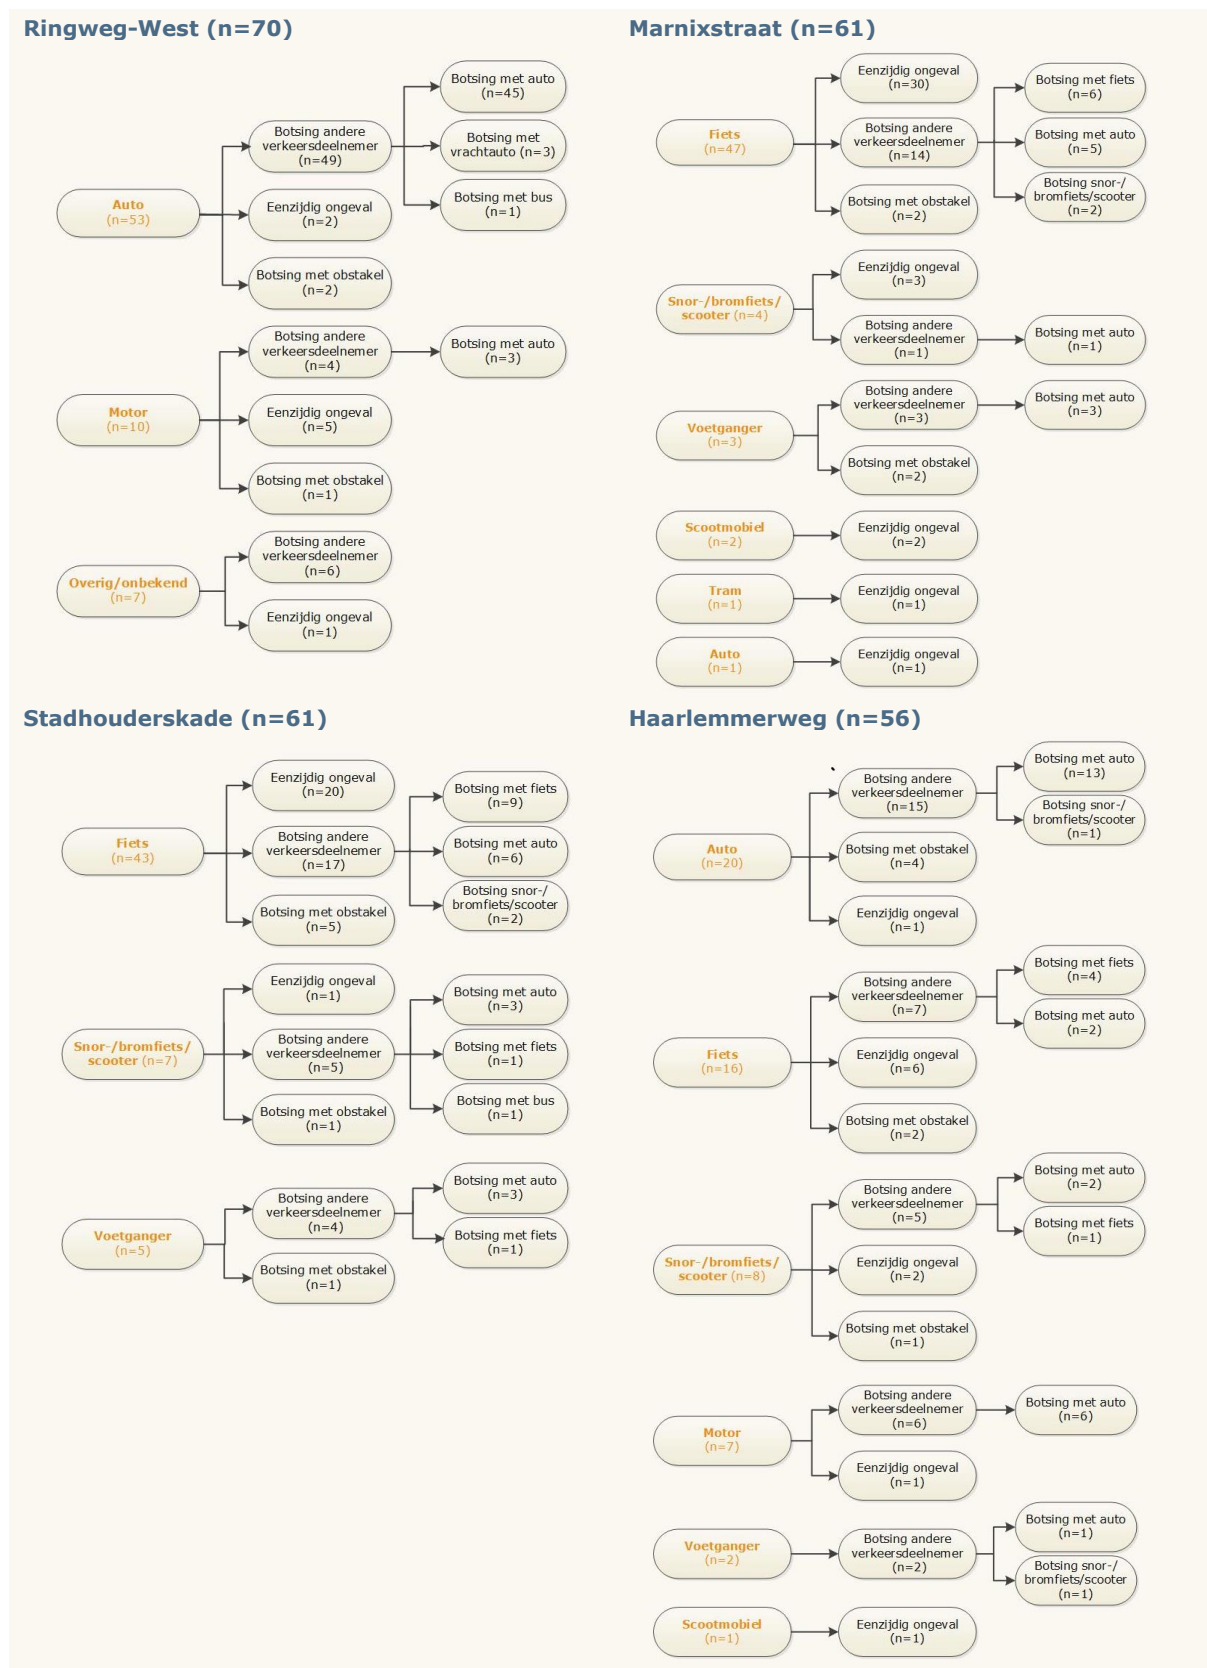 Ringweg-West (n=70)
Botsing met auto
(n=45)
Botsing andere
verkeersdeelnemer
(n=49)
Botsing met
vrachtauto (n=3)
Botsing met bus
(n=1)
Auto
(n=53)
Eenzijdig ongeval
(n=2)
Botsing met obstakel
(n=2)
Botsing andere
verkeersdeelnemer
(n=4)
Botsing met auto
(n=3)
Motor
(n=10)
Eenzijdig ongeval
(n=5)
Botsing met obstakel
(n=1)
Botsing andere
verkeersdeelnemer
(n=6)
Overig/onbekend
(n=7)
Eenzijdig ongeval
(n=1)
Marnixstraat (n=61)
Eenzijdig ongeval
(n=30)
Botsing met fiets
(n=6)
Fiets
(n=47)
Botsing andere
verkeersdeelnemer
(n=14)
Botsing met auto
(n=5)
Botsing snor-/
bromfiets/scooter
(n=2)
Botsing met obstakel
(n=2)
Eenzijdig ongeval
(n=3)
Snor-/bromfiets/
scooter (n=4)
Botsing andere
verkeersdeelnemer
(n=1)
Botsing met auto
(n=1)
Botsing andere
verkeersdeelnemer
(n=3)
Botsing met auto
(n=3)
Voetganger
(n=3)
Botsing met obstakel
(n=2)
Scootmobiel
(n=2)
Eenzijdig ongeval
(n=2)
Tram
(n=1)
Eenzijdig ongeval
(n=1)
Auto
(n=1)
Eenzijdig ongeval
(n=1)
Stadhouderskade (n=61)
Eenzijdig ongeval
(n=20)
Botsing met fiets
(n=9)
Fiets
(n=43)
Botsing andere
verkeersdeelnemer
(n=17)
Botsing met auto
(n=6)
Botsing snor-/
bromfiets/scooter
(n=2)
Botsing met obstakel
(n=5)
Eenzijdig ongeval
(n=1)
Botsing met auto
(n=3)
Snor-/bromfiets/
scooter (n=7)
Botsing andere
verkeersdeelnemer
(n=5)
Botsing met fiets
(n=1)
Botsing met bus
(n=1)
Botsing met obstakel
(n=1)
Botsing met auto
(n=3)
Botsing andere
verkeersdeelnemer
(n=4)
Voetganger
(n=5)
Botsing met fiets
(n=1)
Botsing met obstakel
(n=1)
Haarlemmerweg (n=56)
Botsing met auto
(n=13)
Botsing andere
verkeersdeelnemer
(n=15)
Botsing snor-/
bromfiets/scooter
(n=1)
Auto
(n=20)
Botsing met obstakel
(n=4)
Eenzijdig ongeval
(n=1)
Botsing met fiets
(n=4)
Botsing andere
verkeersdeelnemer
(n=7)
Botsing met auto
(n=2)
Fiets
(n=16)
Eenzijdig ongeval
(n=6)
Botsing met obstakel
(n=2)
Botsing met auto
(n=2)
Botsing andere
verkeersdeelnemer
(n=5)
Botsing met fiets
(n=1)
Snor-/bromfiets/
scooter (n=8)
Eenzijdig ongeval
(n=2)
Botsing met obstakel
(n=1)
Botsing andere
verkeersdeelnemer
(n=6)
Botsing met auto
(n=6)
Motor
(n=7)
Eenzijdig ongeval
(n=1)
Botsing met auto
(n=1)
Voetganger
(n=2)
Botsing andere
verkeersdeelnemer
(n=2)
Botsing snor-/
bromfiets/scooter
(n=1)
Scootmobiel
(n=1)
Eenzijdig ongeval
(n=1)